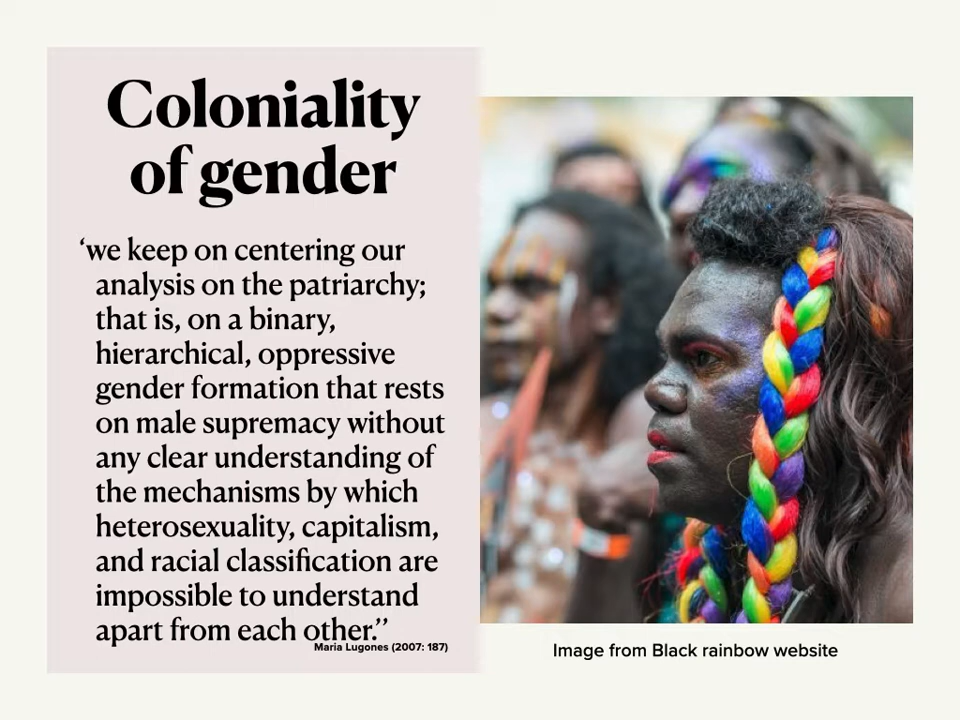 Coloniality
of gender
‘we keep on centering our
analysis on the patriarchy;
that is, on a binary,
hierarchical, oppressive
gender formation that rests
on male supremacy without
any clear understanding of
the mechanisms by which
heterosexuality, capitalism,
and racial classification are
impossible to understand
apart from each other.’’
Maria Lugones (2007: 187)
Image from Black rainbow website